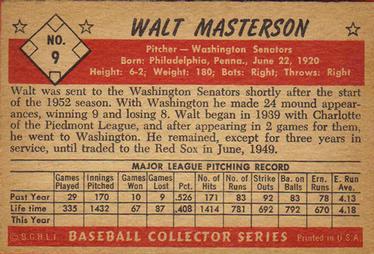 NO.
9
WALT MASTERSON
Pitcher — Washington Senators
Born: Philadelphia, Penna., June 22, 1920
Height: 6-2; Weight: 180; Bats: Right; Throws: Right
Walt was sent to the Washington Senators shortly after the start
of the 1952 season. With Washington he made 24 mound appear-
ances, winning 9 and losing 8. Walt began in 1939 with Charlotte
of the Piedmont League, and after appearing in 2 games for them,
he went to Washington. He remained, except for three years in
service, until traded to the Red Sox in June, 1949.
MAJOR LEAGUE PITCHING RECORD
Games Played Innings Pitched Games Won Games Lost Pct. No. of Hits No. of Runs Strike Outs Ba. on Balls Ern. Runs E. Run Ave.
Past Year 29 170 10 9 .526 171 83 92 83 78 4.13
Life time 335 1432 67 87 .408 1414 781 692 792 670 4.18
This Year
© B.G.H.L.I. BASEBALL COLLECTOR SERIES Printed in U.S.A.